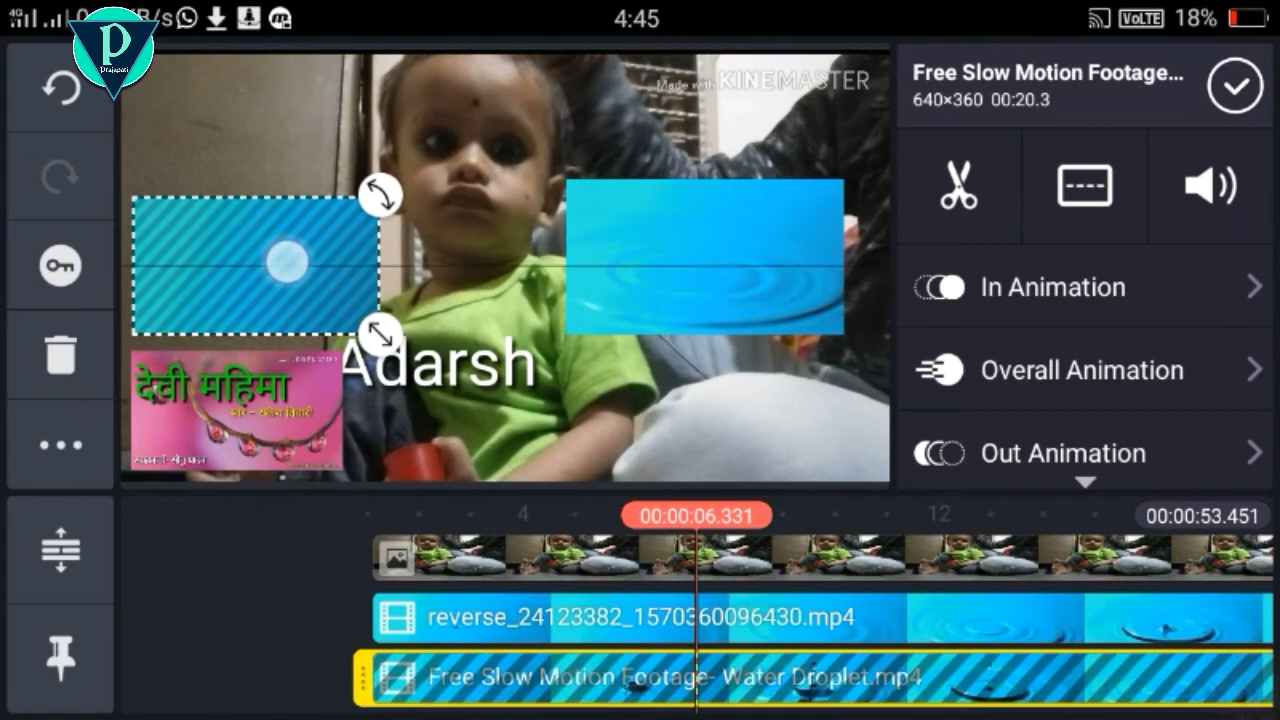 4:45
VoLTE 18%
P
Prajapati
Free Slow Motion Footage...
640×360 00:20.3
Made with KINEMASTER
In Animation
Overall Animation
Out Animation
Adarsh
देवी महिमा
4
00:00:06.331
12
00:00:53.451
reverse_24123382_1570360096430.mp4
Free Slow Motion Footage- Water Droplet.mp4